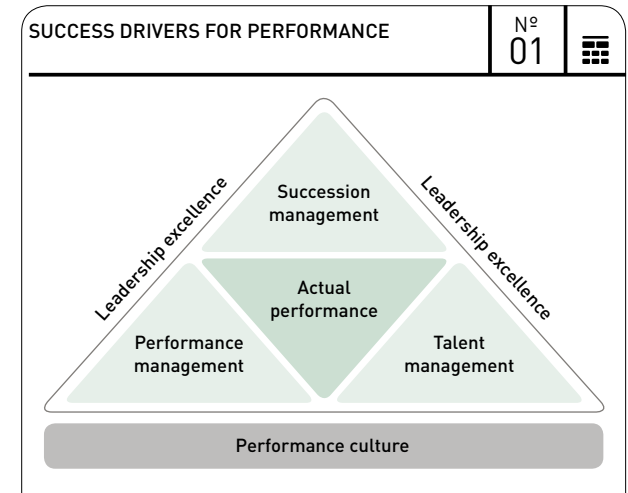 SUCCESS DRIVERS FOR PERFORMANCE
Nº
01
Leadership excellence
Succession
management
Leadership excellence
Actual
performance
Performance
management
Talent
management
Performance culture